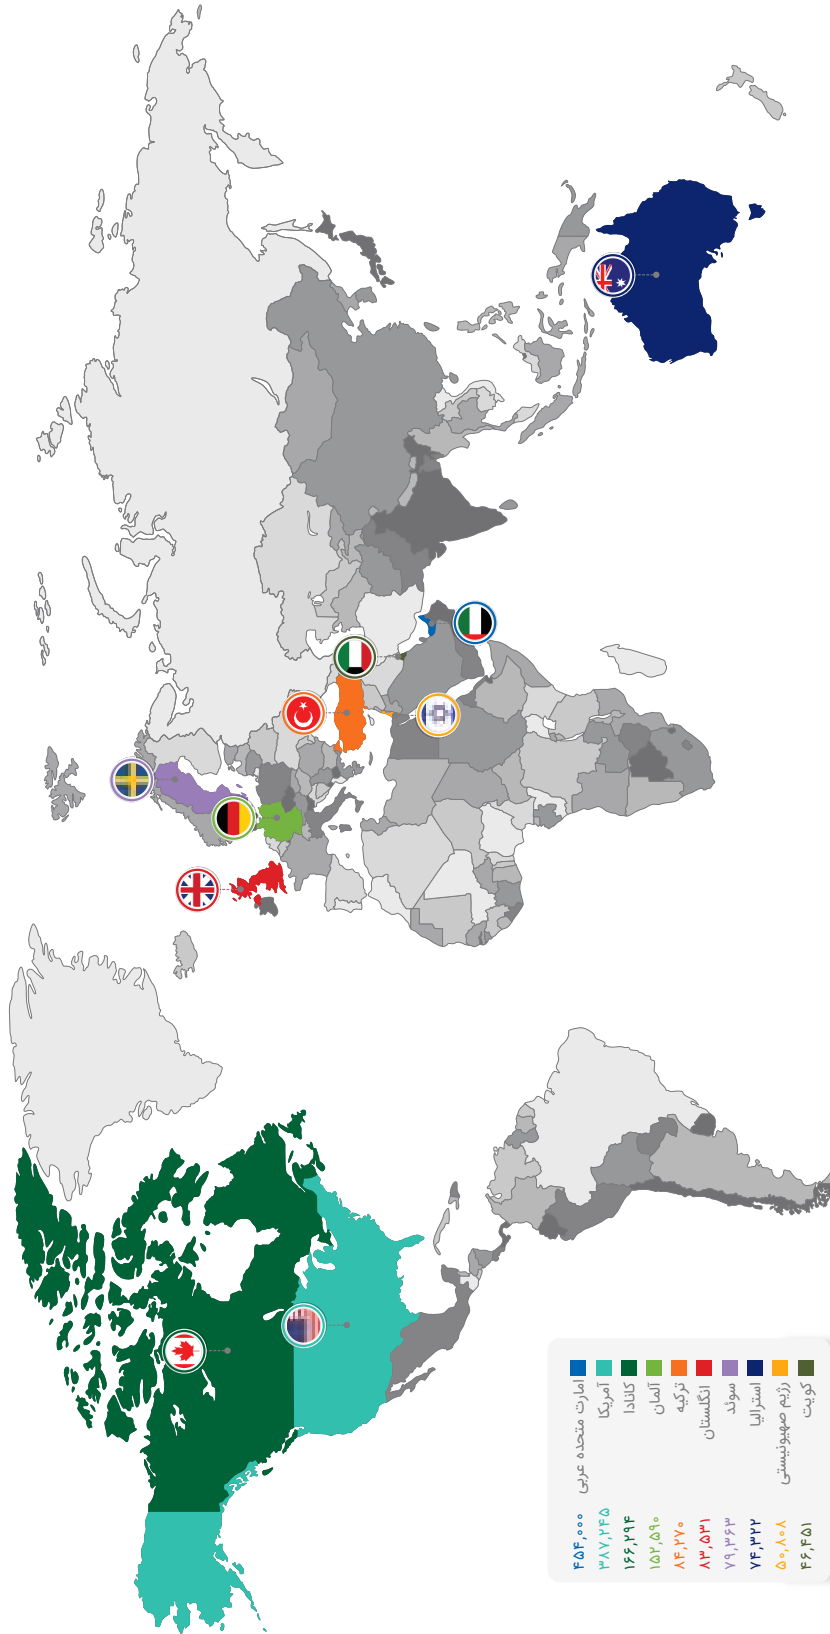 امارات متحده عربی ۴۵۴,۰۰۰
آمریکا ۳۸۷,۲۴۵
کانادا ۱۶۶,۲۹۴
آلمان ۱۵۲,۵۹۰
ترکیه ۸۴,۲۷۰
انگلستان ۸۳,۵۳۱
سوئد ۷۹,۳۶۳
استرالیا ۷۴,۳۲۲
رژیم صهیونیستی ۵۰,۸۰۸
کویت ۴۶,۴۵۱